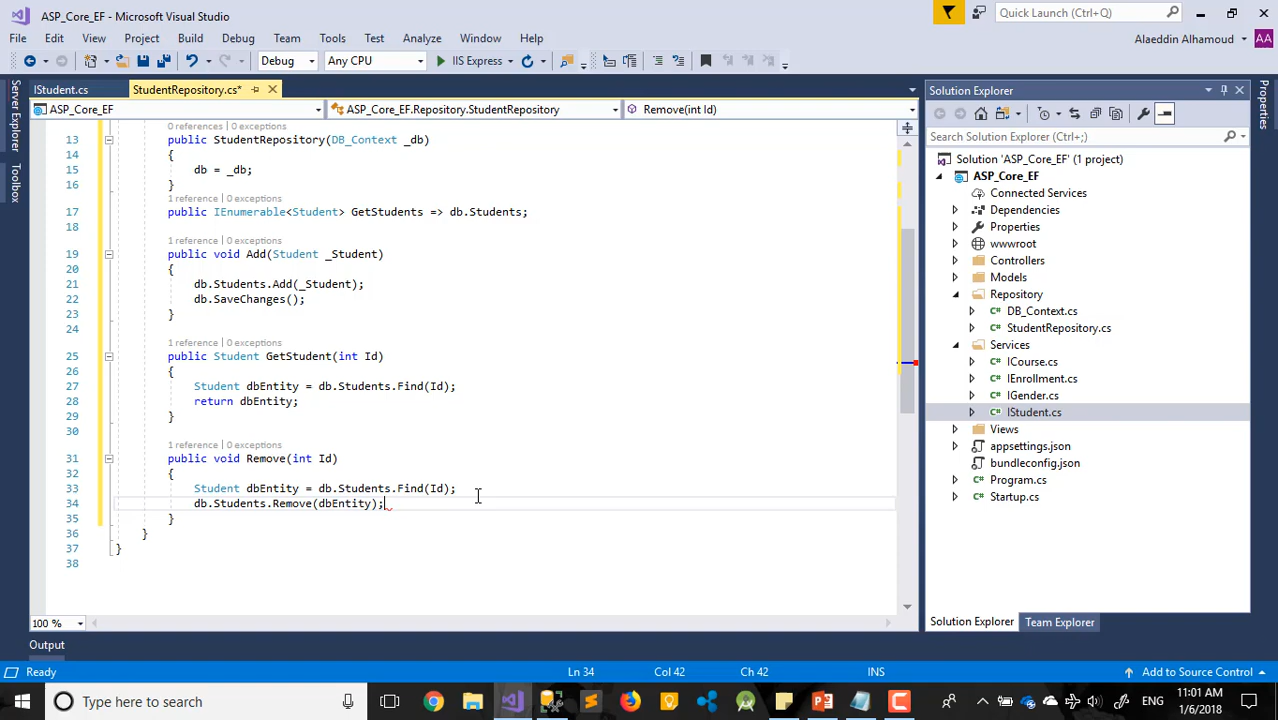 ASP_Core_EF - Microsoft Visual Studio
Quick Launch (Ctrl+Q)
File Edit View Project Build Debug Team Tools Test Analyze Window Help
Alaeddin Alhamoud
AA
Debug Any CPU IIS Express
Server Explorer
Toolbox
IStudent.cs StudentRepository.cs*
ASP_Core_EF ASP_Core_EF.Repository.StudentRepository Remove(int Id)
0 references | 0 exceptions
13 public StudentRepository(DB_Context _db)
14 {
15 db = _db;
16 }
1 reference | 0 exceptions
17 public IEnumerable<Student> GetStudents => db.Students;
18
1 reference | 0 exceptions
19 public void Add(Student _Student)
20 {
21 db.Students.Add(_Student);
22 db.SaveChanges();
23 }
24
1 reference | 0 exceptions
25 public Student GetStudent(int Id)
26 {
27 Student dbEntity = db.Students.Find(Id);
28 return dbEntity;
29 }
30
1 reference | 0 exceptions
31 public void Remove(int Id)
32 {
33 Student dbEntity = db.Students.Find(Id);
34 db.Students.Remove(dbEntity);
35 }
36 }
37 }
38
100 %
Solution Explorer
Search Solution Explorer (Ctrl+;)
Solution 'ASP_Core_EF' (1 project)
ASP_Core_EF
Connected Services
Dependencies
Properties
wwwroot
Controllers
Models
Repository
C# DB_Context.cs
C# StudentRepository.cs
Services
C# ICourse.cs
C# IEnrollment.cs
C# IGender.cs
C# IStudent.cs
Views
appsettings.json
bundleconfig.json
C# Program.cs
C# Startup.cs
Solution Explorer Team Explorer
Properties
Output
Ready Ln 34 Col 42 Ch 42 INS Add to Source Control
Type here to search
ENG
11:01 AM
1/6/2018